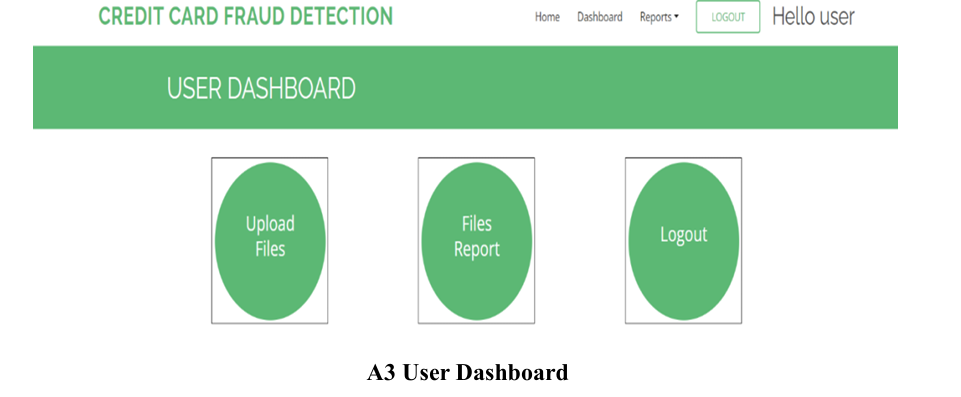 CREDIT CARD FRAUD DETECTION
Home Dashboard Reports LOGOUT Hello user
USER DASHBOARD
Upload
Files
Files
Report
Logout
A3 User Dashboard